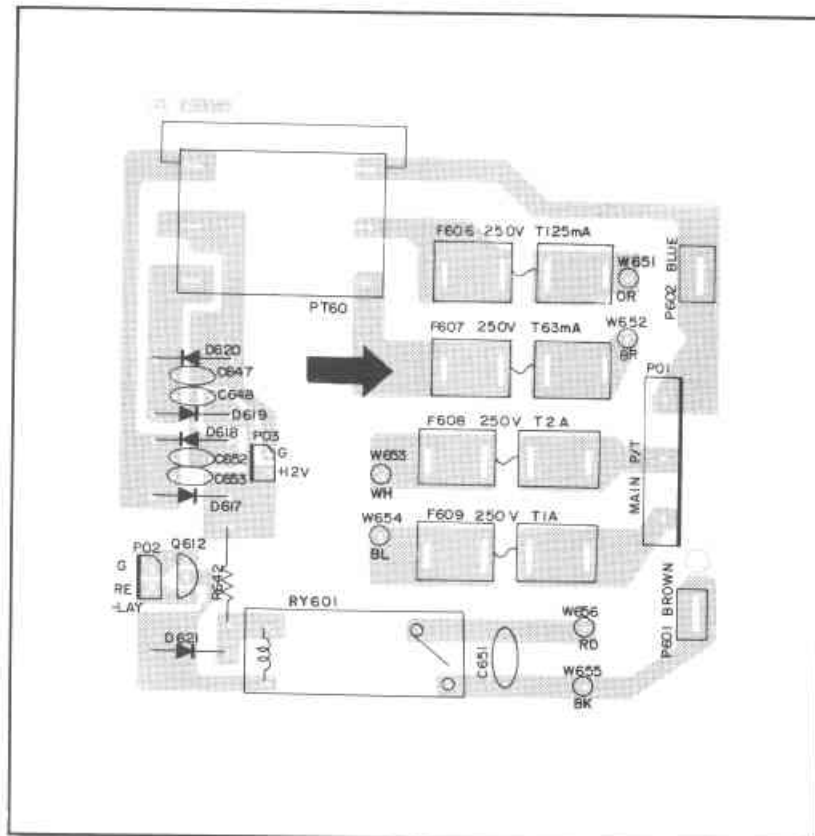 F606 250V T125mA
W651
OR
P602 BLUE
PT60
F607 250V T63mA
W652
BR
P01
D620
C647
C648
D619
D618
P03
G
+12V
C652
C653
D617
F608 250V T2A
W653
WH
MAIN P/T
W654
BL
F609 250V T1A
P02
Q612
G
RE
-LAY
R642
RY601
D621
W656
RD
C651
P601 BROWN
W655
BK